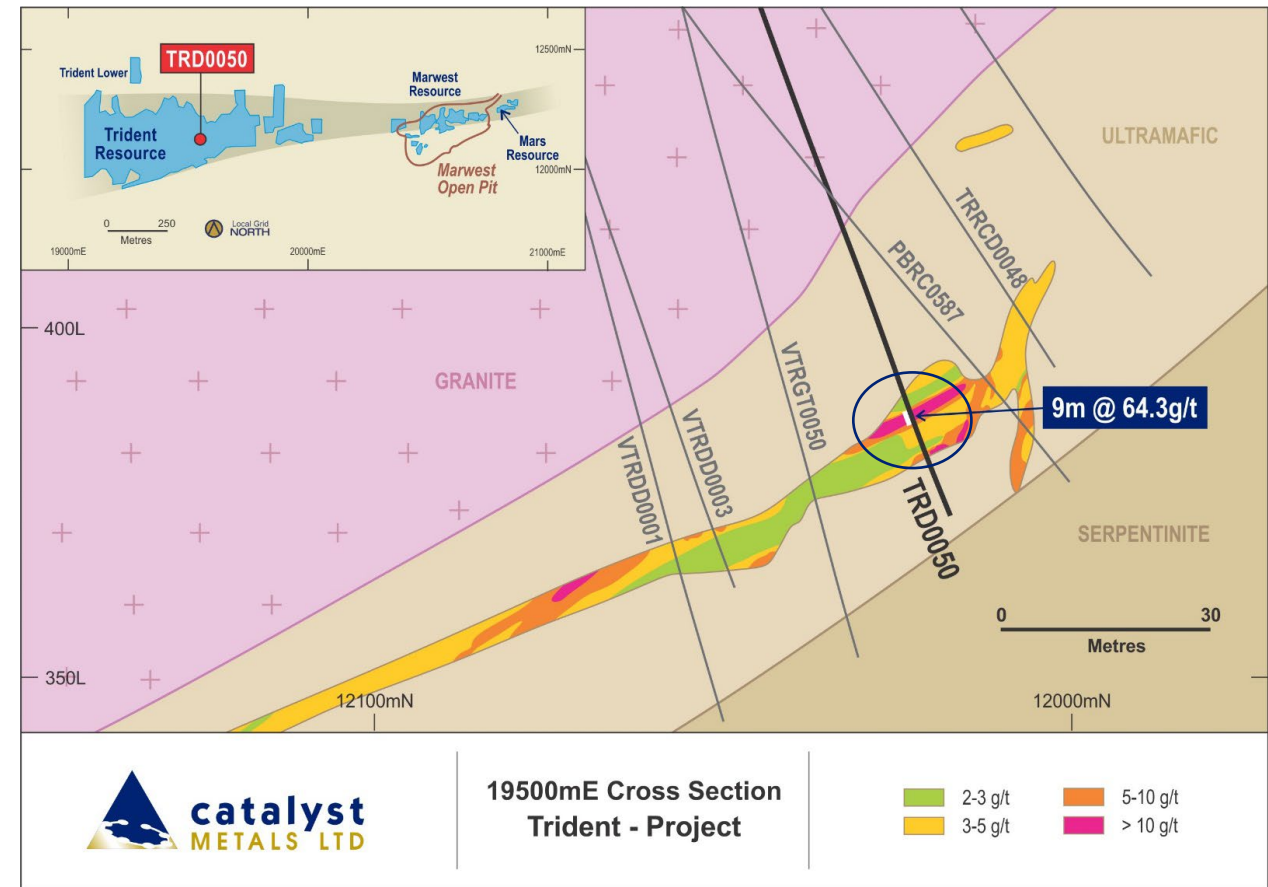 TRD0050
Trident Lower
Trident
Resource
Marwest
Resource
Mars
Resource
Marwest
Open Pit
12500mN
12000mN
0 250
Metres
Local Grid
NORTH
19000mE 20000mE 21000mE
ULTRAMAFIC
TRRCD0048
PBRC0587
400L
GRANITE
VTRGT0050
9m @ 64.3g/t
VTRDD0003
VTRDD0001
TRD0050
SERPENTINITE
0 30
Metres
350L
12100mN
12000mN
catalyst
METALS LTD
19500mE Cross Section
Trident - Project
2-3 g/t
5-10 g/t
3-5 g/t
> 10 g/t